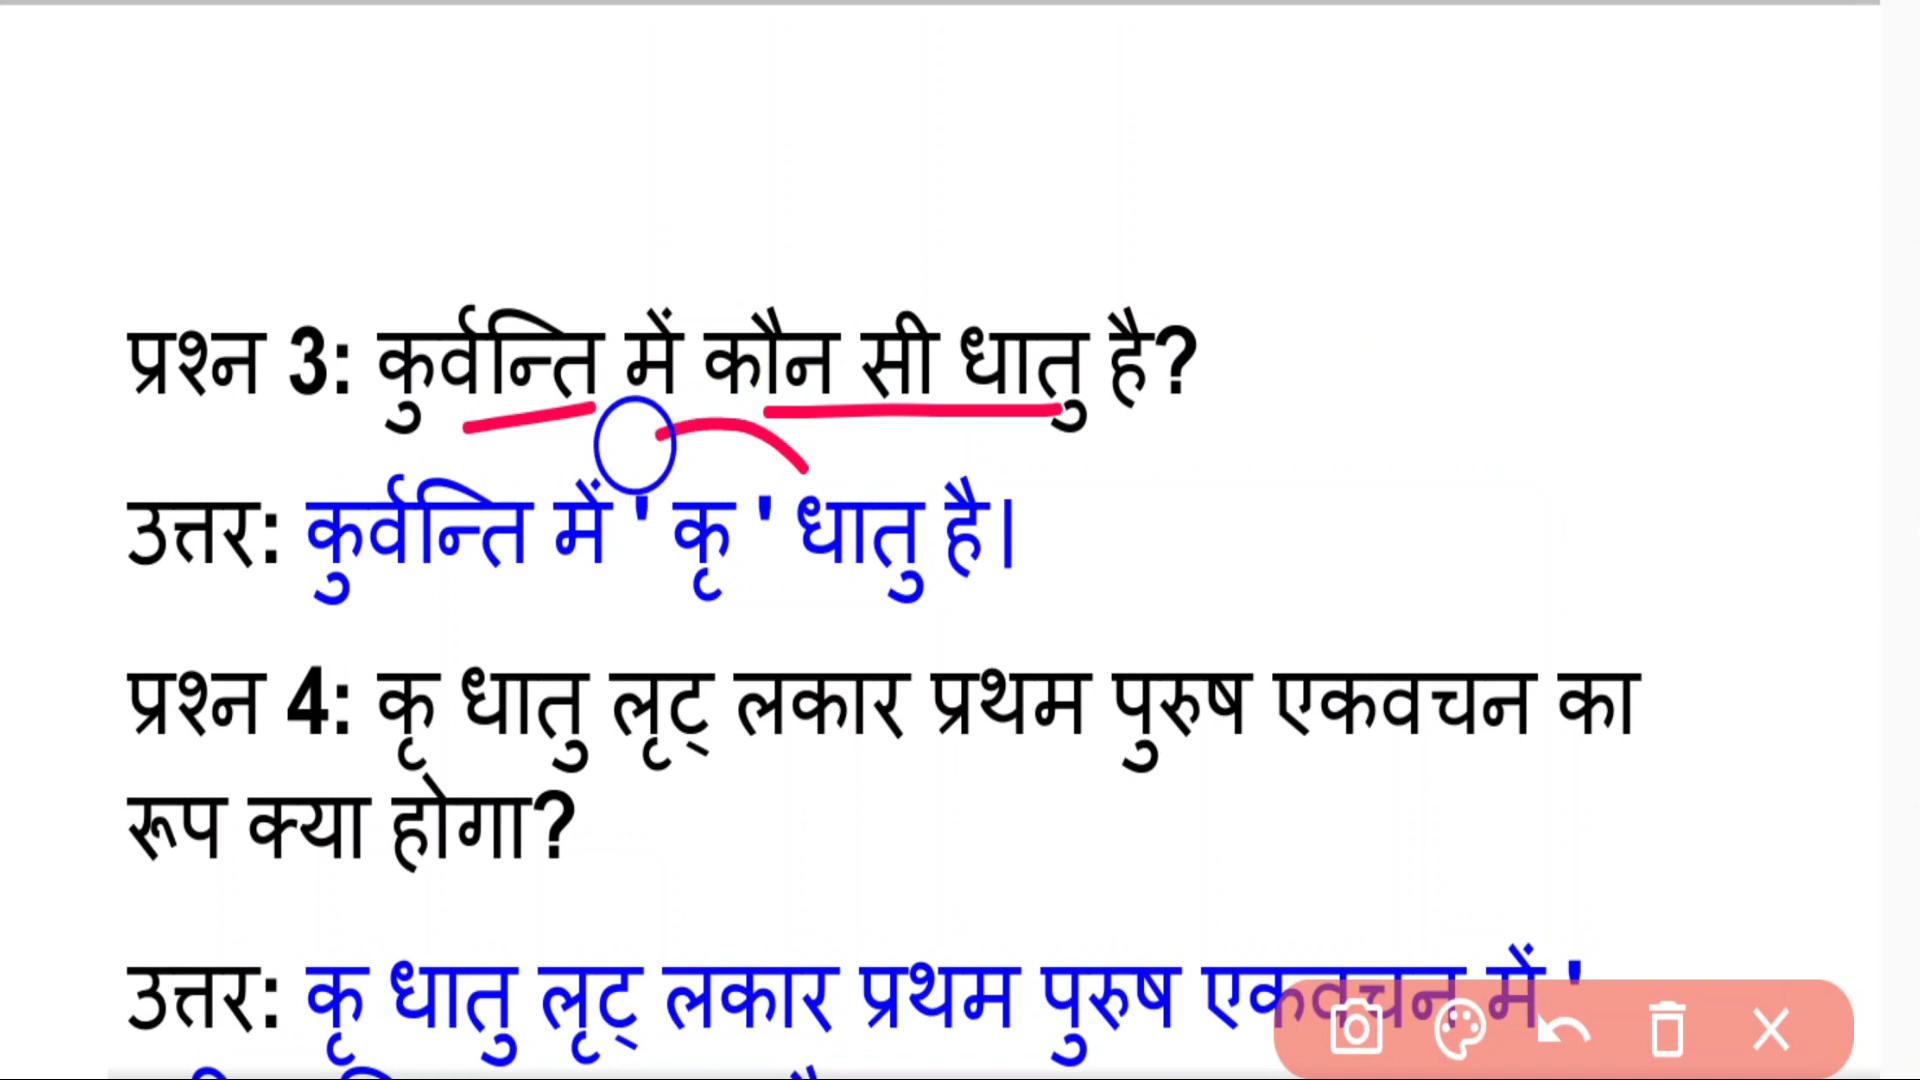 प्रश्न 3: कुर्वन्ति में कौन सी धातु है?
उत्तर: कुर्वन्ति में ' कृ ' धातु है।
प्रश्न 4: कृ धातु लृट् लकार प्रथम पुरुष एकवचन का
रूप क्या होगा?
उत्तर: कृ धातु लृट् लकार प्रथम पुरुष एकवचन में '